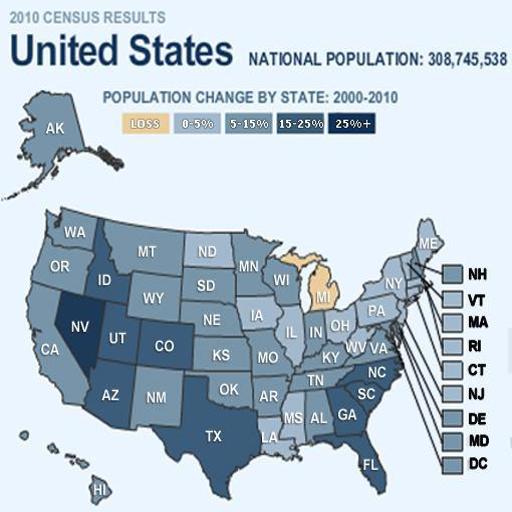 2010 CENSUS RESULTS
United States NATIONAL POPULATION: 308,745,538
POPULATION CHANGE BY STATE: 2000-2010
LOSS 0-5% 5-15% 15-25% 25%+
AK
WA
MT
ND
MN
ME
OR
ID
SD
WI
MI
NY
NH
WY
IA
PA
VT
NV
NE
IL
IN
OH
MA
CA
UT
CO
KS
MO
KY
WV
VA
RI
AZ
NM
OK
AR
TN
NC
CT
TX
LA
MS
AL
GA
SC
NJ
FL
DE
HI
MD
DC